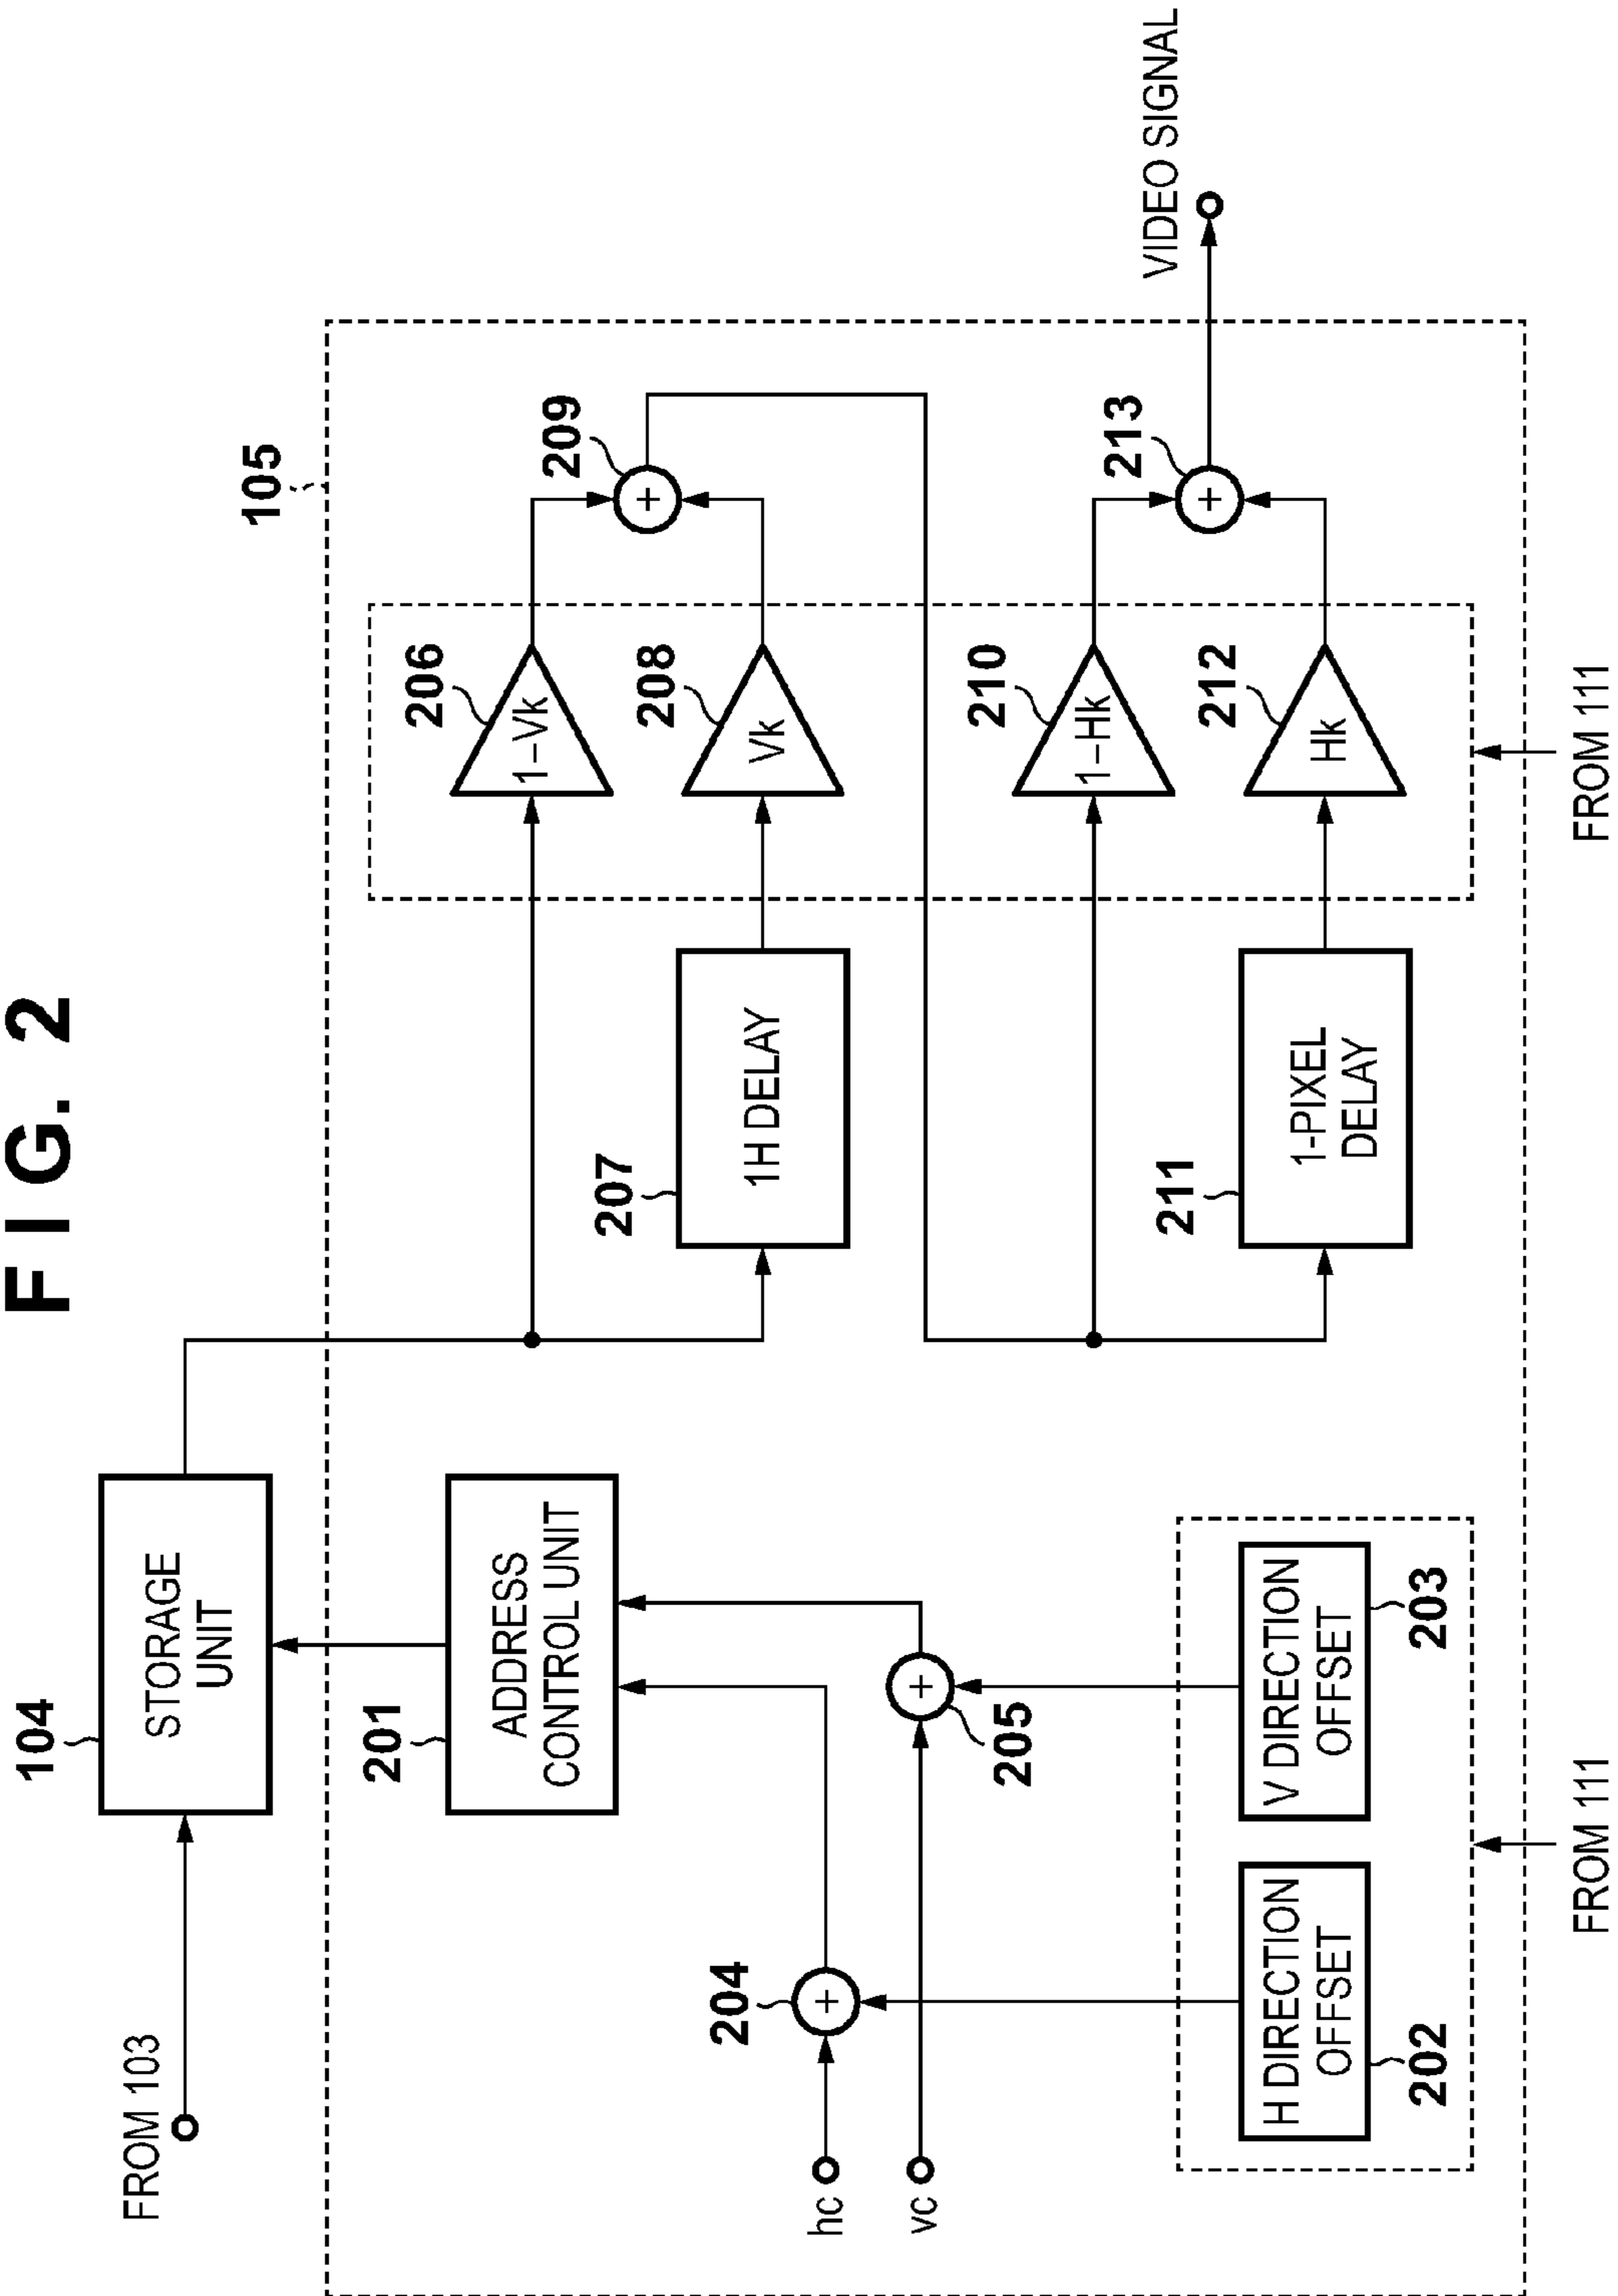 FIG. 2
104
STORAGE
UNIT
FROM 103
105
201
ADDRESS
CONTROL UNIT
206
1–Vk
209
+
207
1H DELAY
208
Vk
hc
204
+
vc
205
+
210
1–Hk
213
+
VIDEO SIGNAL
211
1-PIXEL
DELAY
212
Hk
H DIRECTION
OFFSET
202
V DIRECTION
OFFSET
203
FROM 111
FROM 111